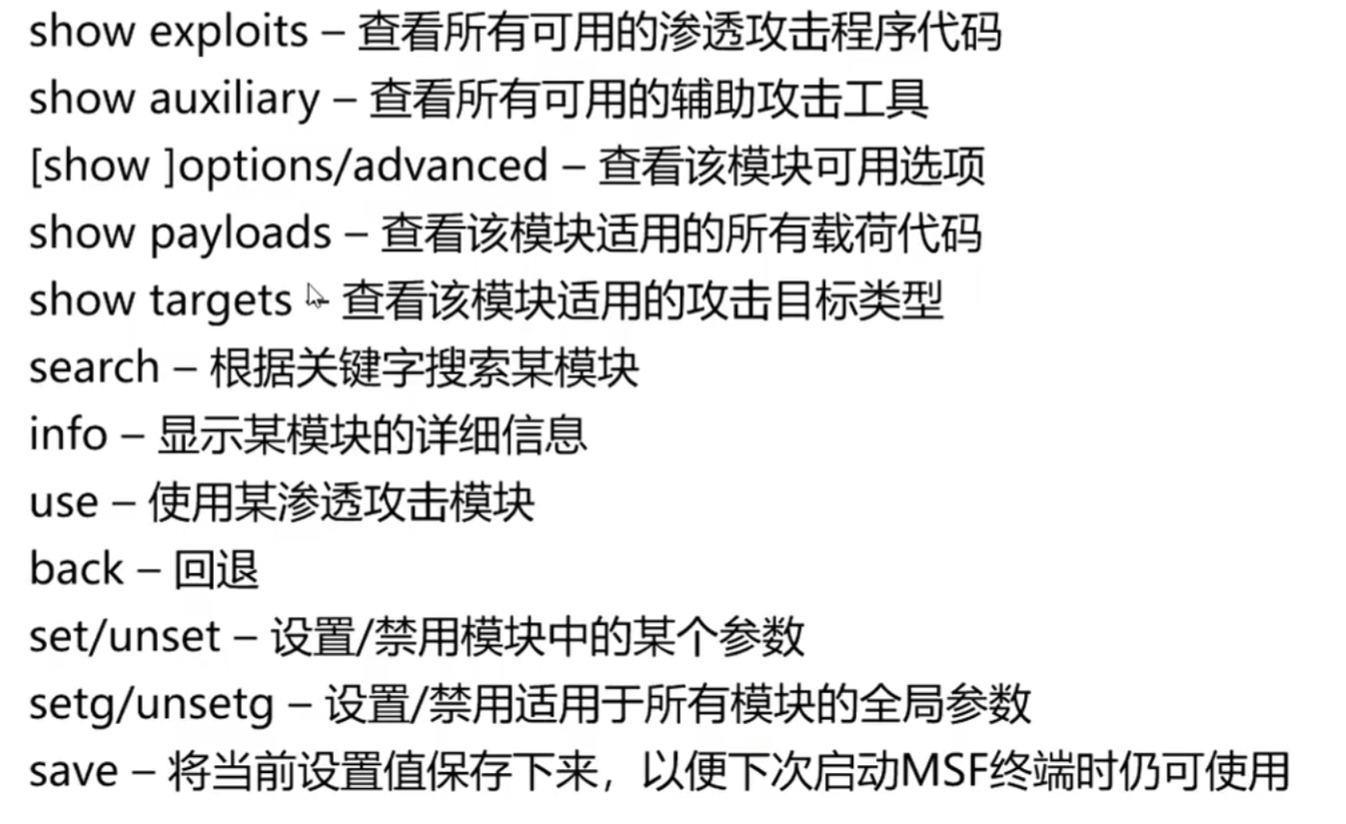 show exploits – 查看所有可用的渗透攻击程序代码
show auxiliary – 查看所有可用的辅助攻击工具
[show ]options/advanced – 查看该模块可用选项
show payloads – 查看该模块适用的所有载荷代码
show targets – 查看该模块适用的攻击目标类型
search – 根据关键字搜索某模块
info – 显示某模块的详细信息
use – 使用某渗透攻击模块
back – 回退
set/unset – 设置/禁用模块中的某个参数
setg/unsetg – 设置/禁用适用于所有模块的全局参数
save – 将当前设置值保存下来，以便下次启动MSF终端时仍可使用